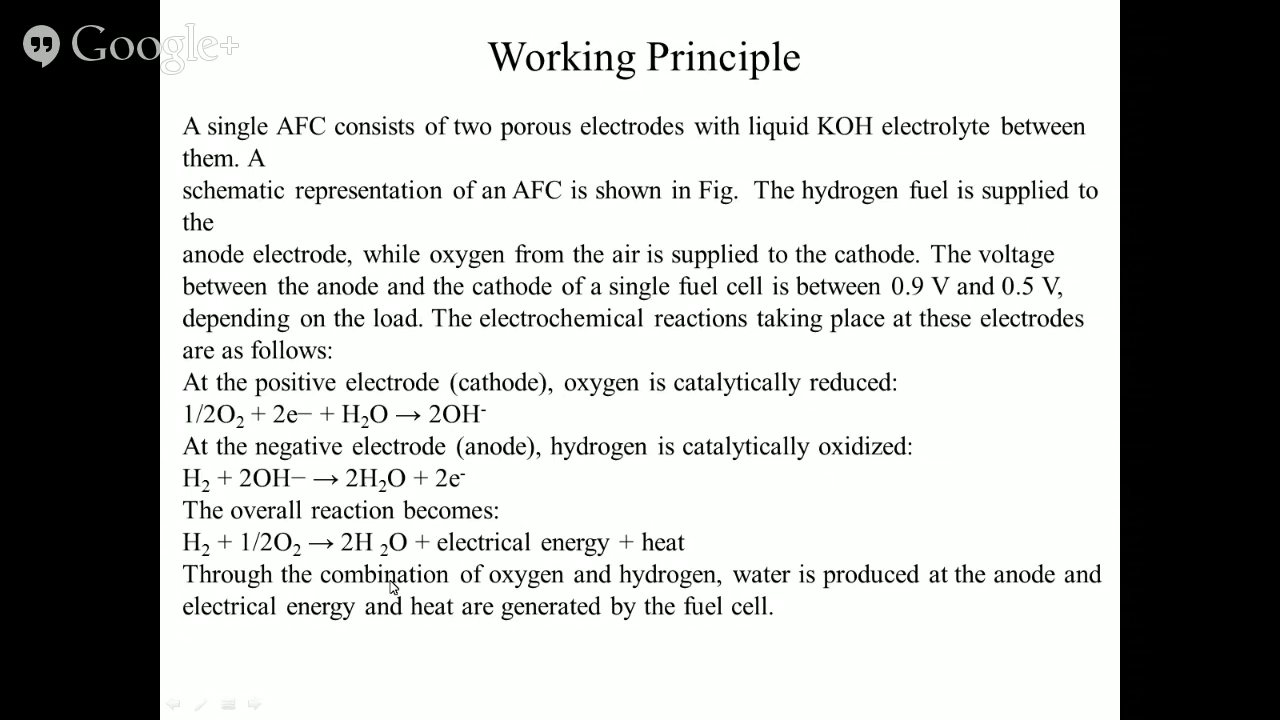 Google+
Working Principle
A single AFC consists of two porous electrodes with liquid KOH electrolyte between
them. A
schematic representation of an AFC is shown in Fig. The hydrogen fuel is supplied to
the
anode electrode, while oxygen from the air is supplied to the cathode. The voltage
between the anode and the cathode of a single fuel cell is between 0.9 V and 0.5 V,
depending on the load. The electrochemical reactions taking place at these electrodes
are as follows:
At the positive electrode (cathode), oxygen is catalytically reduced:
1/2O₂ + 2e− + H₂O → 2OH⁻
At the negative electrode (anode), hydrogen is catalytically oxidized:
H₂ + 2OH− → 2H₂O + 2e⁻
The overall reaction becomes:
H₂ + 1/2O₂ → 2H ₂O + electrical energy + heat
Through the combination of oxygen and hydrogen, water is produced at the anode and
electrical energy and heat are generated by the fuel cell.